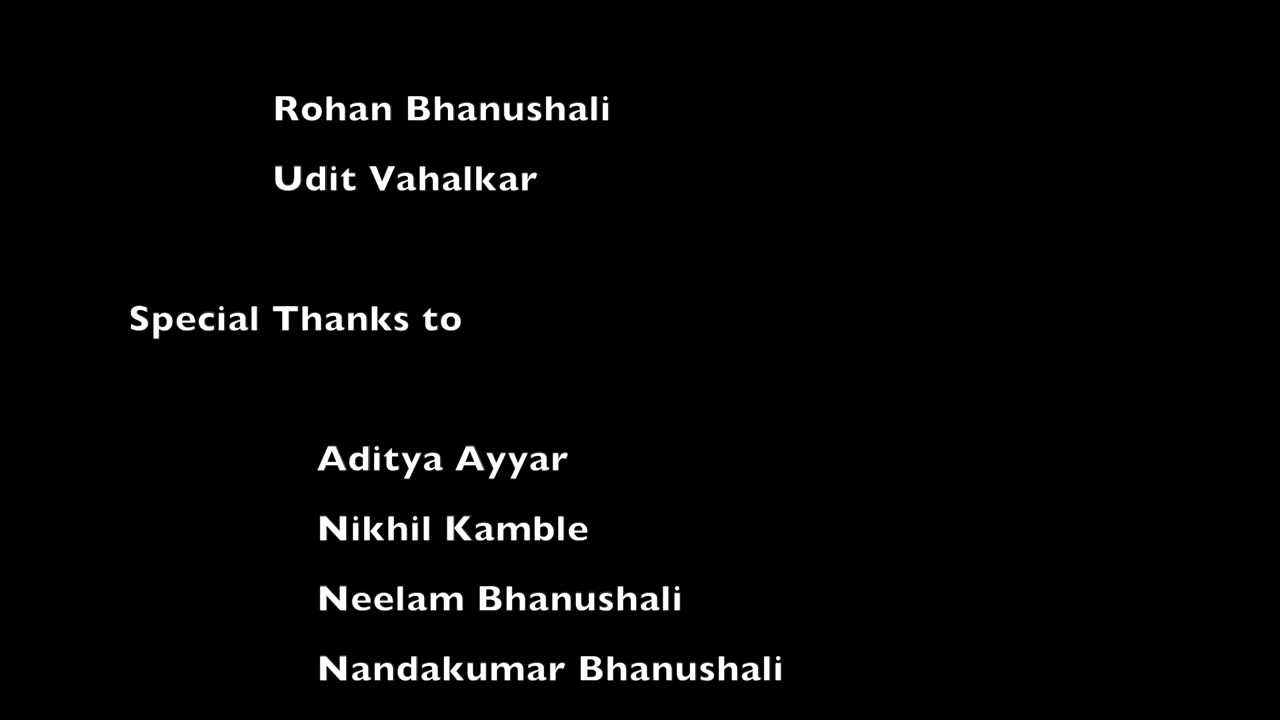 Rohan Bhanushali
Udit Vahalkar
Special Thanks to
Aditya Ayyar
Nikhil Kamble
Neelam Bhanushali
Nandakumar Bhanushali